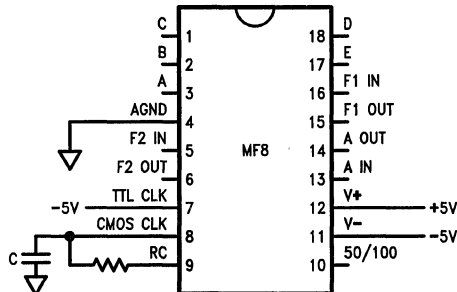 C 1 18 D
B 2 17 E
A 3 16 F1 IN
AGND 4 15 F1 OUT
F2 IN 5 MF8 14 A OUT
F2 OUT 6 13 A IN
-5V TTL CLK 7 12 V+ +5V
CMOS CLK 8 11 V- -5V
C RC 9 10 50/100